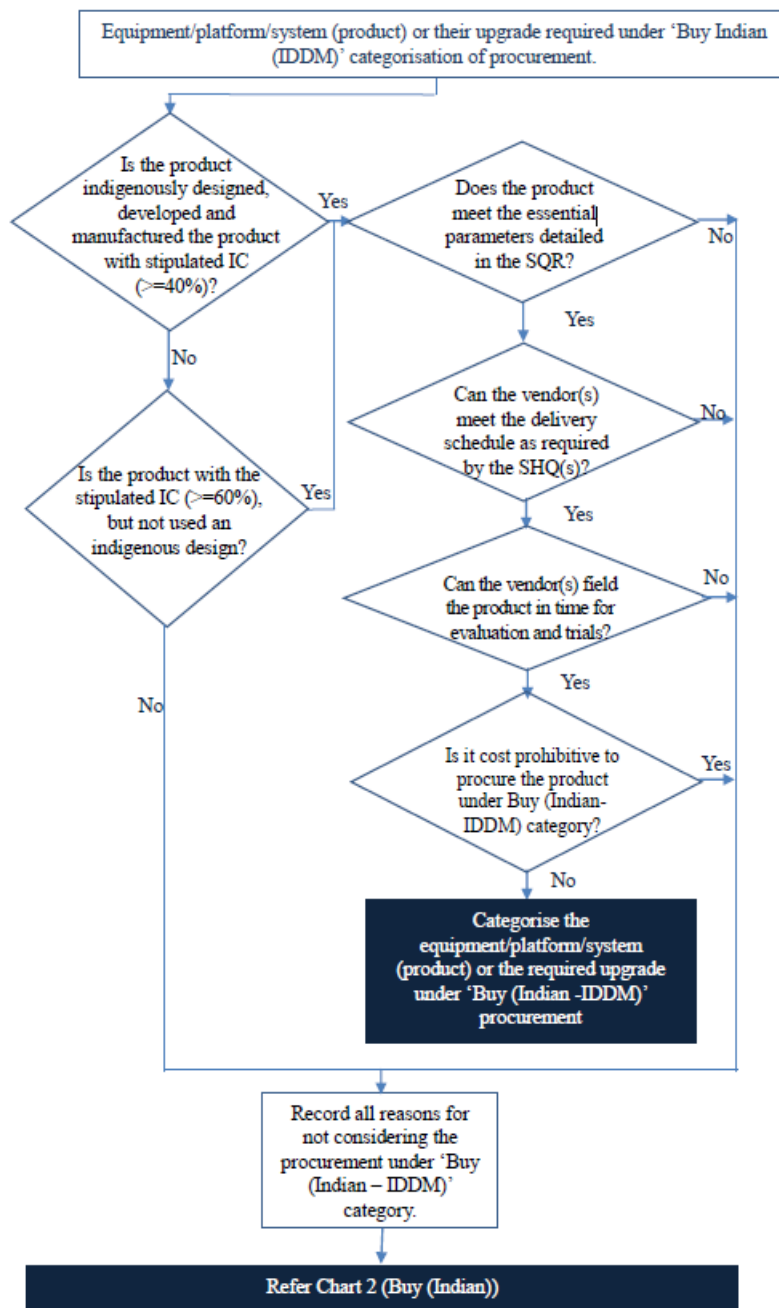 Equipment/platform/system (product) or their upgrade required under ‘Buy Indian
(IDDM)’ categorisation of procurement.
Is the product
indigenously designed,
developed and
manufactured the product
with stipulated IC
(>=40%)?
Yes
Does the product
meet the essential
parameters detailed
in the SQR?
No
Yes
No
Can the vendor(s)
meet the delivery
schedule as required
by the SHQ(s)?
No
Is the product with the
stipulated IC (>=60%),
but not used an
indigenous design?
Yes
Yes
Can the vendor(s) field
the product in time for
evaluation and trials?
No
Yes
No
Is it cost prohibitive to
procure the product
under Buy (Indian-
IDDM) category?
Yes
No
Categorise the
equipment/platform/system
(product) or the required upgrade
under ‘Buy (Indian -IDDM)’
procurement
Record all reasons for
not considering the
procurement under ‘Buy
(Indian – IDDM)’
category.
Refer Chart 2 (Buy (Indian))